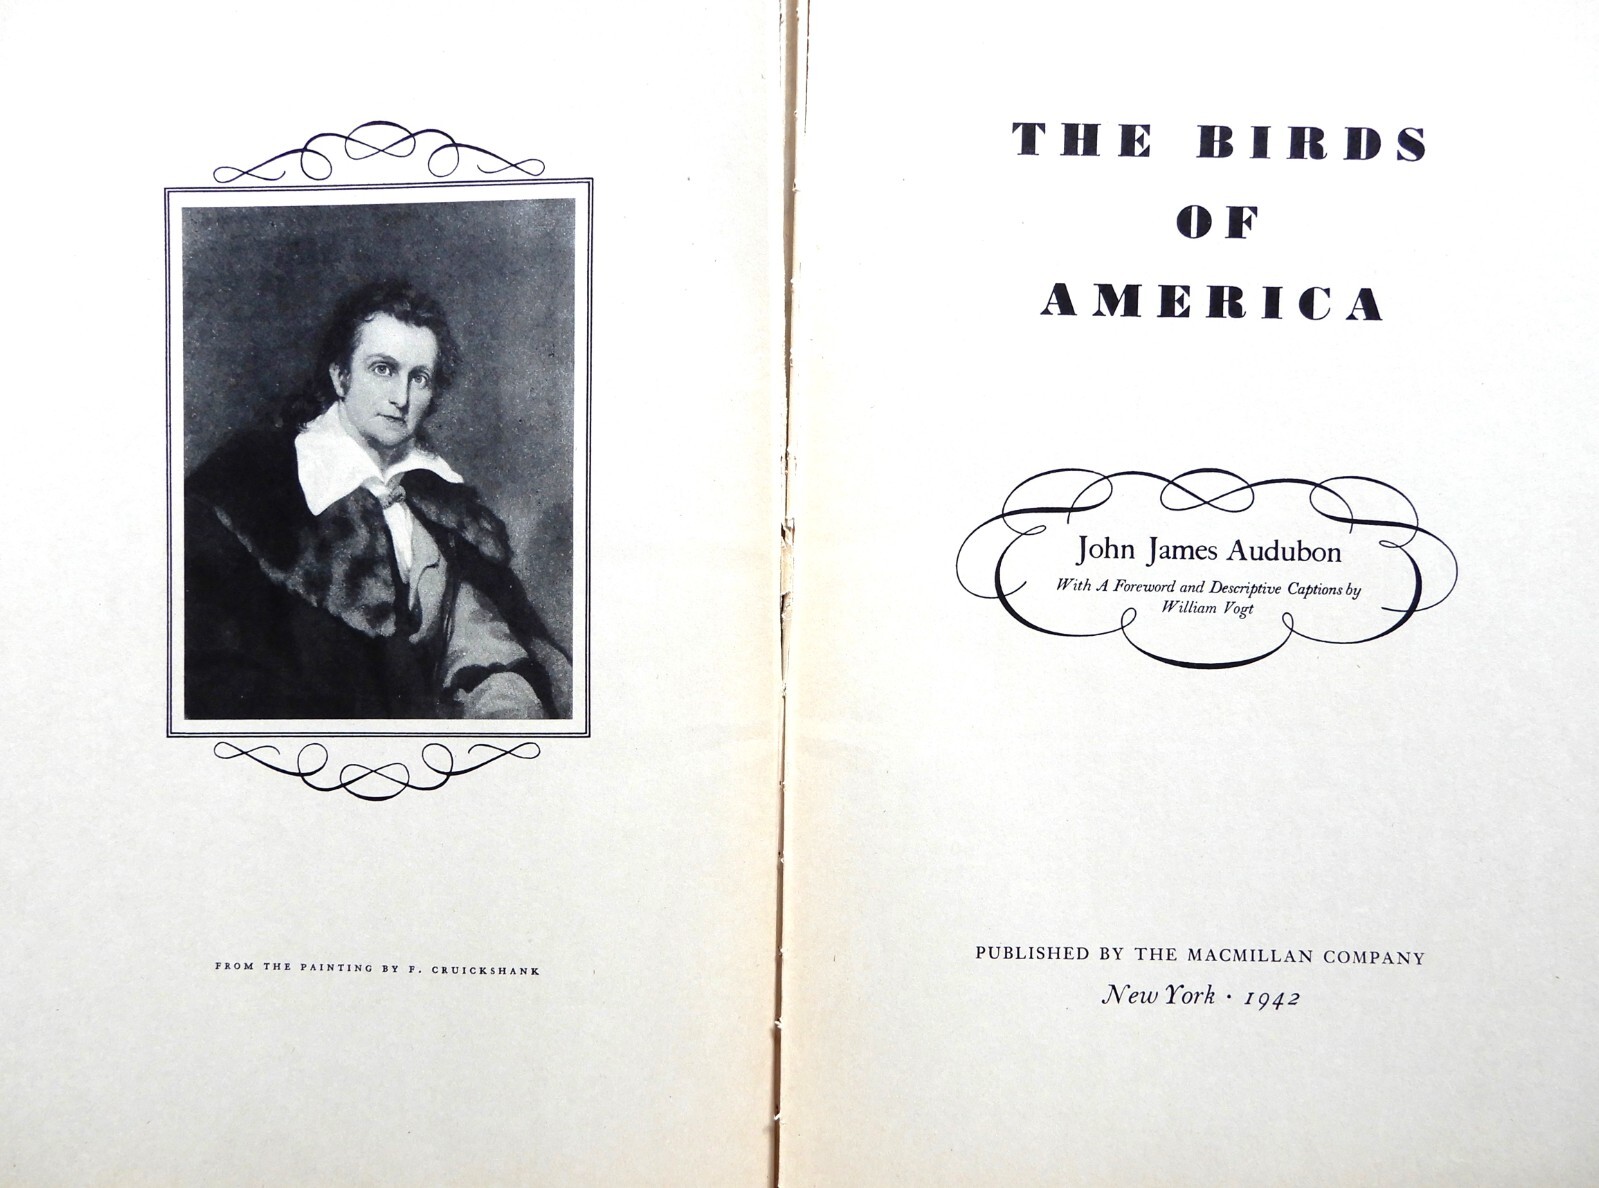 FROM THE PAINTING BY F. CRUICKSHANK
THE BIRDS
OF
AMERICA
John James Audubon
With A Foreword and Descriptive Captions by
William Vogt
PUBLISHED BY THE MACMILLAN COMPANY
New York · 1942